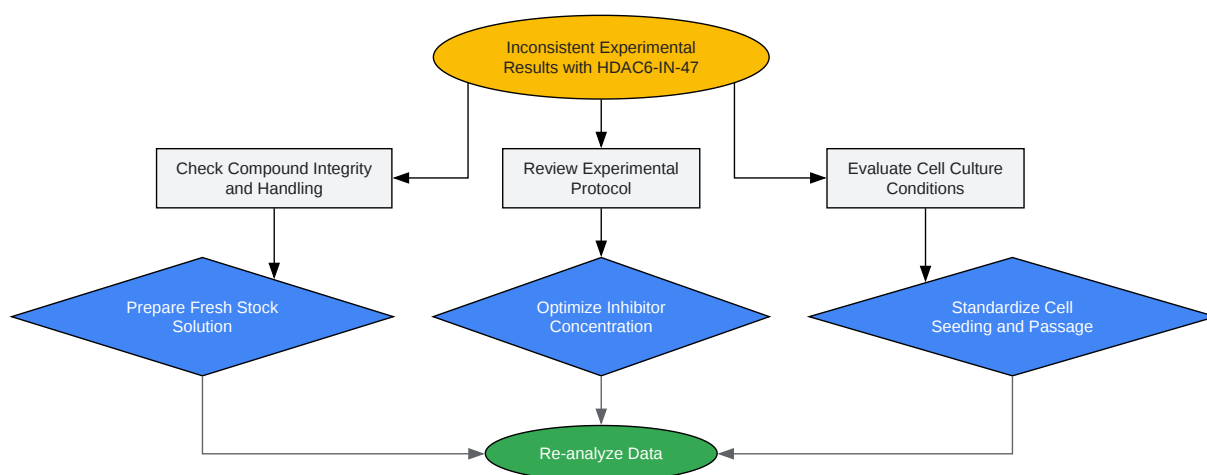 Inconsistent Experimental
Results with HDAC6-IN-47
Check Compound Integrity
and Handling
Review Experimental
Protocol
Evaluate Cell Culture
Conditions
Prepare Fresh Stock
Solution
Optimize Inhibitor
Concentration
Standardize Cell
Seeding and Passage
Re-analyze Data